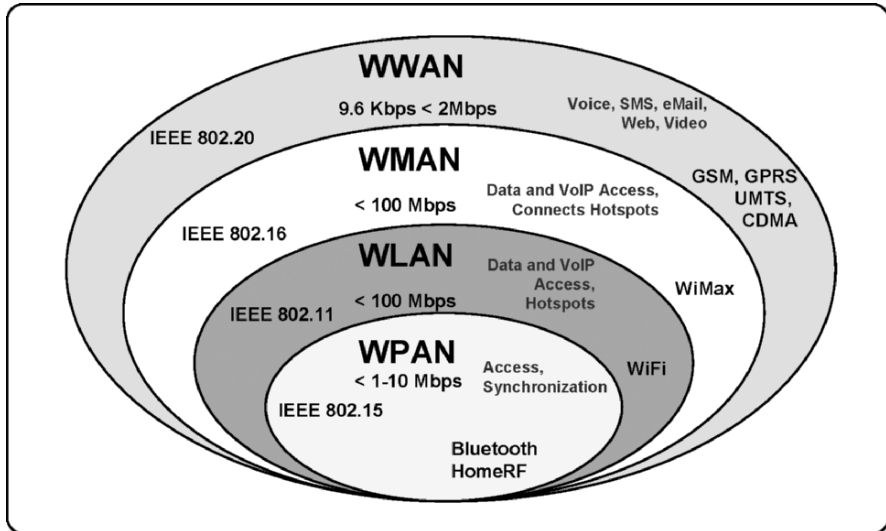 WWAN
9.6 Kbps < 2Mbps
Voice, SMS, eMail,
Web, Video
IEEE 802.20
GSM, GPRS
UMTS,
CDMA
WMAN
< 100 Mbps
Data and VoIP Access,
Connects Hotspots
IEEE 802.16
WiMax
WLAN
< 100 Mbps
Data and VoIP
Access,
Hotspots
IEEE 802.11
WiFi
WPAN
< 1-10 Mbps
Access,
Synchronization
IEEE 802.15
Bluetooth
HomeRF